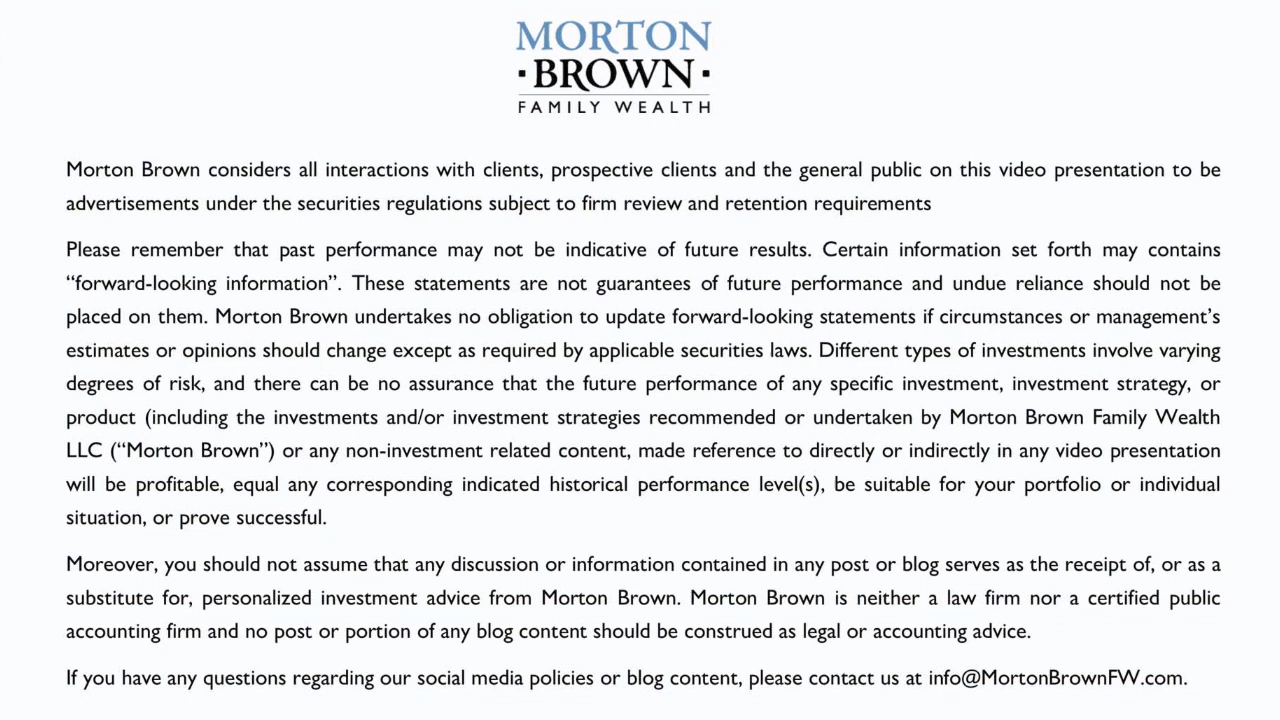 MORTON
·BROWN·
FAMILY WEALTH
Morton Brown considers all interactions with clients, prospective clients and the general public on this video presentation to be
advertisements under the securities regulations subject to firm review and retention requirements
Please remember that past performance may not be indicative of future results. Certain information set forth may contains
“forward-looking information”. These statements are not guarantees of future performance and undue reliance should not be
placed on them. Morton Brown undertakes no obligation to update forward-looking statements if circumstances or management’s
estimates or opinions should change except as required by applicable securities laws. Different types of investments involve varying
degrees of risk, and there can be no assurance that the future performance of any specific investment, investment strategy, or
product (including the investments and/or investment strategies recommended or undertaken by Morton Brown Family Wealth
LLC (“Morton Brown”) or any non-investment related content, made reference to directly or indirectly in any video presentation
will be profitable, equal any corresponding indicated historical performance level(s), be suitable for your portfolio or individual
situation, or prove successful.
Moreover, you should not assume that any discussion or information contained in any post or blog serves as the receipt of, or as a
substitute for, personalized investment advice from Morton Brown. Morton Brown is neither a law firm nor a certified public
accounting firm and no post or portion of any blog content should be construed as legal or accounting advice.
If you have any questions regarding our social media policies or blog content, please contact us at info@MortonBrownFW.com.